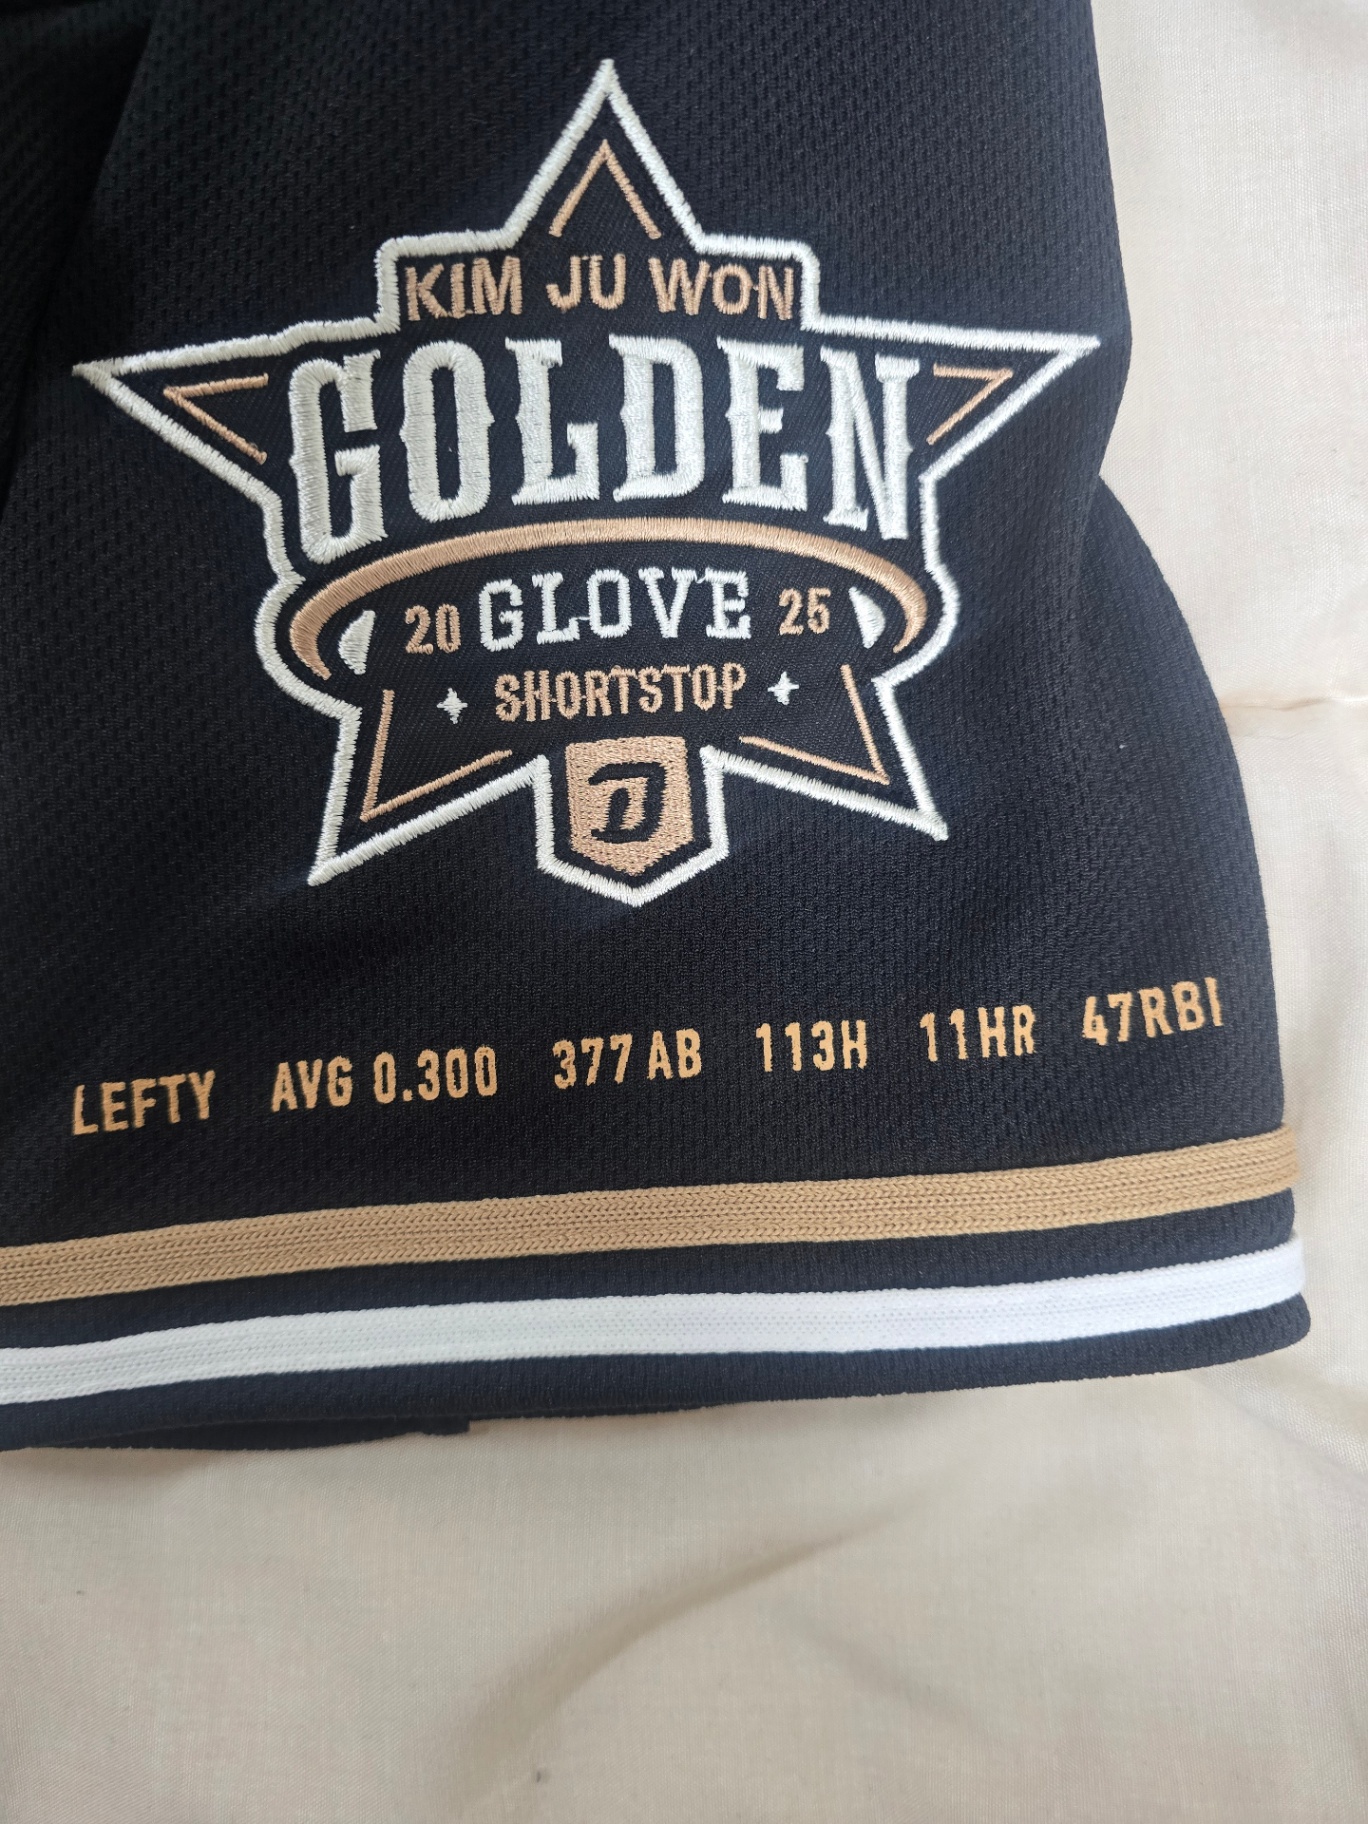 KIM JU WON
GOLDEN
20 GLOVE 25
SHORTSTOP
D
LEFTY AVG 0.300 377 AB 113H 11HR 47RBI